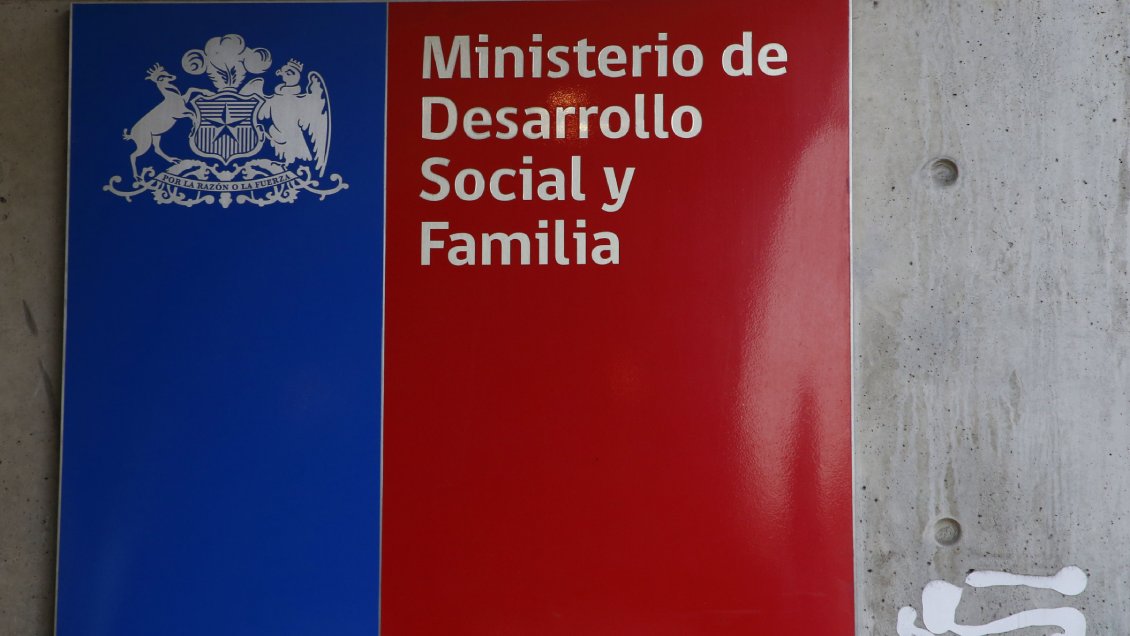 POR LA RAZÓN O LA FUERZA
Ministerio de
Desarrollo
Social y
Familia